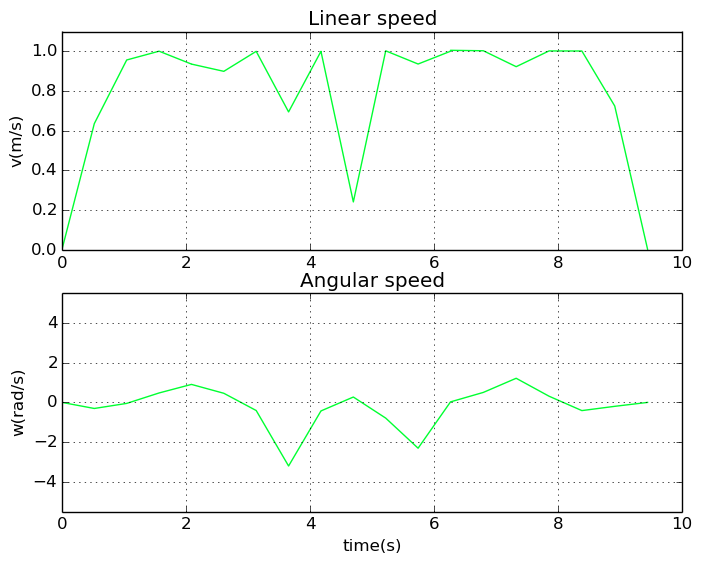 Linear speed
1.0
0.8
0.6
0.4
0.2
0.0
v(m/s)
0 2 4 6 8 10
Angular speed
4
2
0
−2
−4
w(rad/s)
0 2 4 6 8 10
time(s)